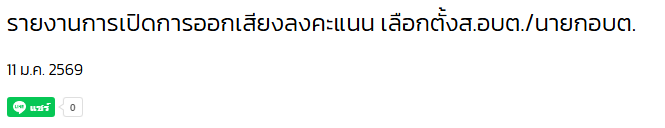 รายงานการเปิดการออกเสียงลงคะแนน เลือกตั้งส.อบต./นายกอบต.
11 ม.ค. 2569
LINE แชร์ 0